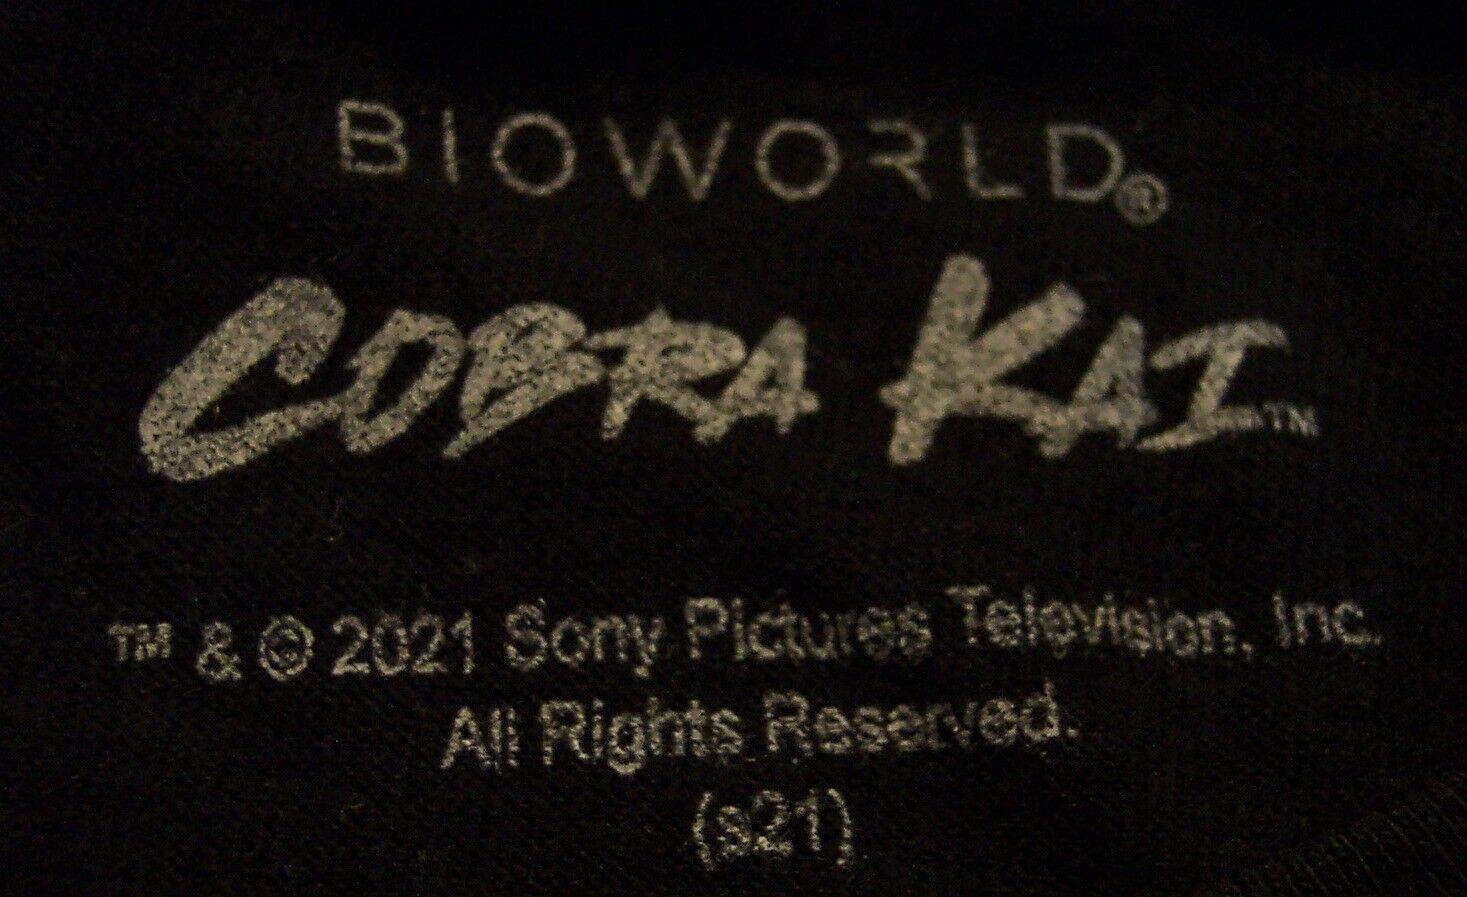 BIOWORLD®
COBRA KAI™
™ & © 2021 Sony Pictures Television, Inc.
All Rights Reserved.
(s21)